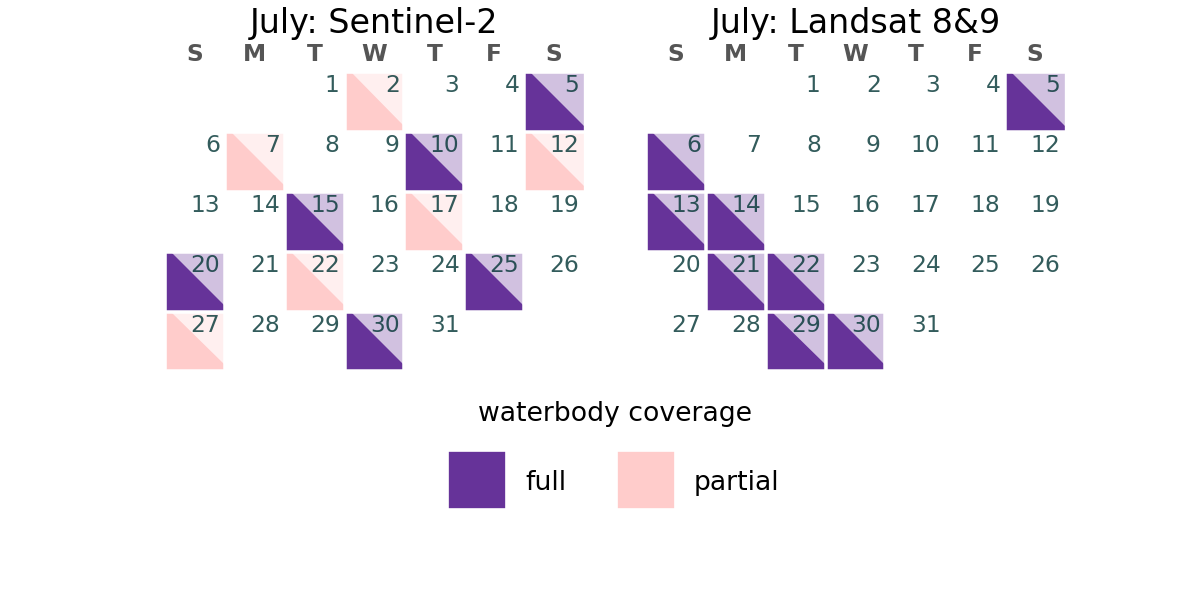 July: Sentinel-2
S M T W T F S
1 2 3 4 5
6 7 8 9 10 11 12
13 14 15 16 17 18 19
20 21 22 23 24 25 26
27 28 29 30 31
July: Landsat 8&9
S M T W T F S
1 2 3 4 5
6 7 8 9 10 11 12
13 14 15 16 17 18 19
20 21 22 23 24 25 26
27 28 29 30 31
waterbody coverage
full
partial